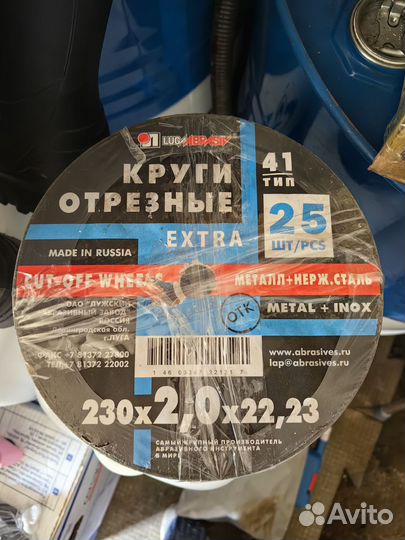 LUGAABRASIV
КРУГИ
ОТРЕЗНЫЕ
41
ТИП
EXTRA
25
ШТ/PCS
MADE IN RUSSIA
CUT-OFF WHEELS
МЕТАЛЛ+НЕРЖ.СТАЛЬ
METAL + INOX
ОТК
ОАО "ЛУЖСКИЙ
АБРАЗИВНЫЙ ЗАВОД"
РОССИЯ
Ленинградская обл.
г.ЛУГА
ФАКС +7 81372 27800
ТЕЛ. +7 81372 22002
www.abrasives.ru
lap@abrasives.ru
230x2,0x22,23
САМЫЙ КРУПНЫЙ ПРОИЗВОДИТЕЛЬ
АБРАЗИВНОГО ИНСТРУМЕНТА
В МИРЕ
Avito